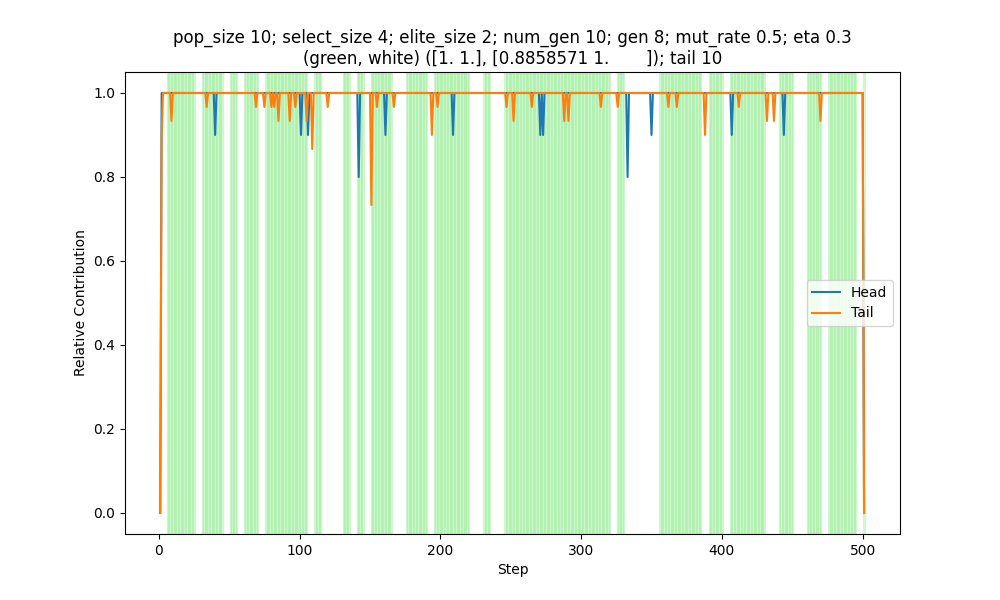 pop_size 10; select_size 4; elite_size 2; num_gen 10; gen 8; mut_rate 0.5; eta 0.3
(green, white) ([1. 1.], [0.8858571 1.        ]); tail 10
Relative Contribution
1.0
0.8
0.6
0.4
0.2
0.0
Head
Tail
0 100 200 300 400 500
Step